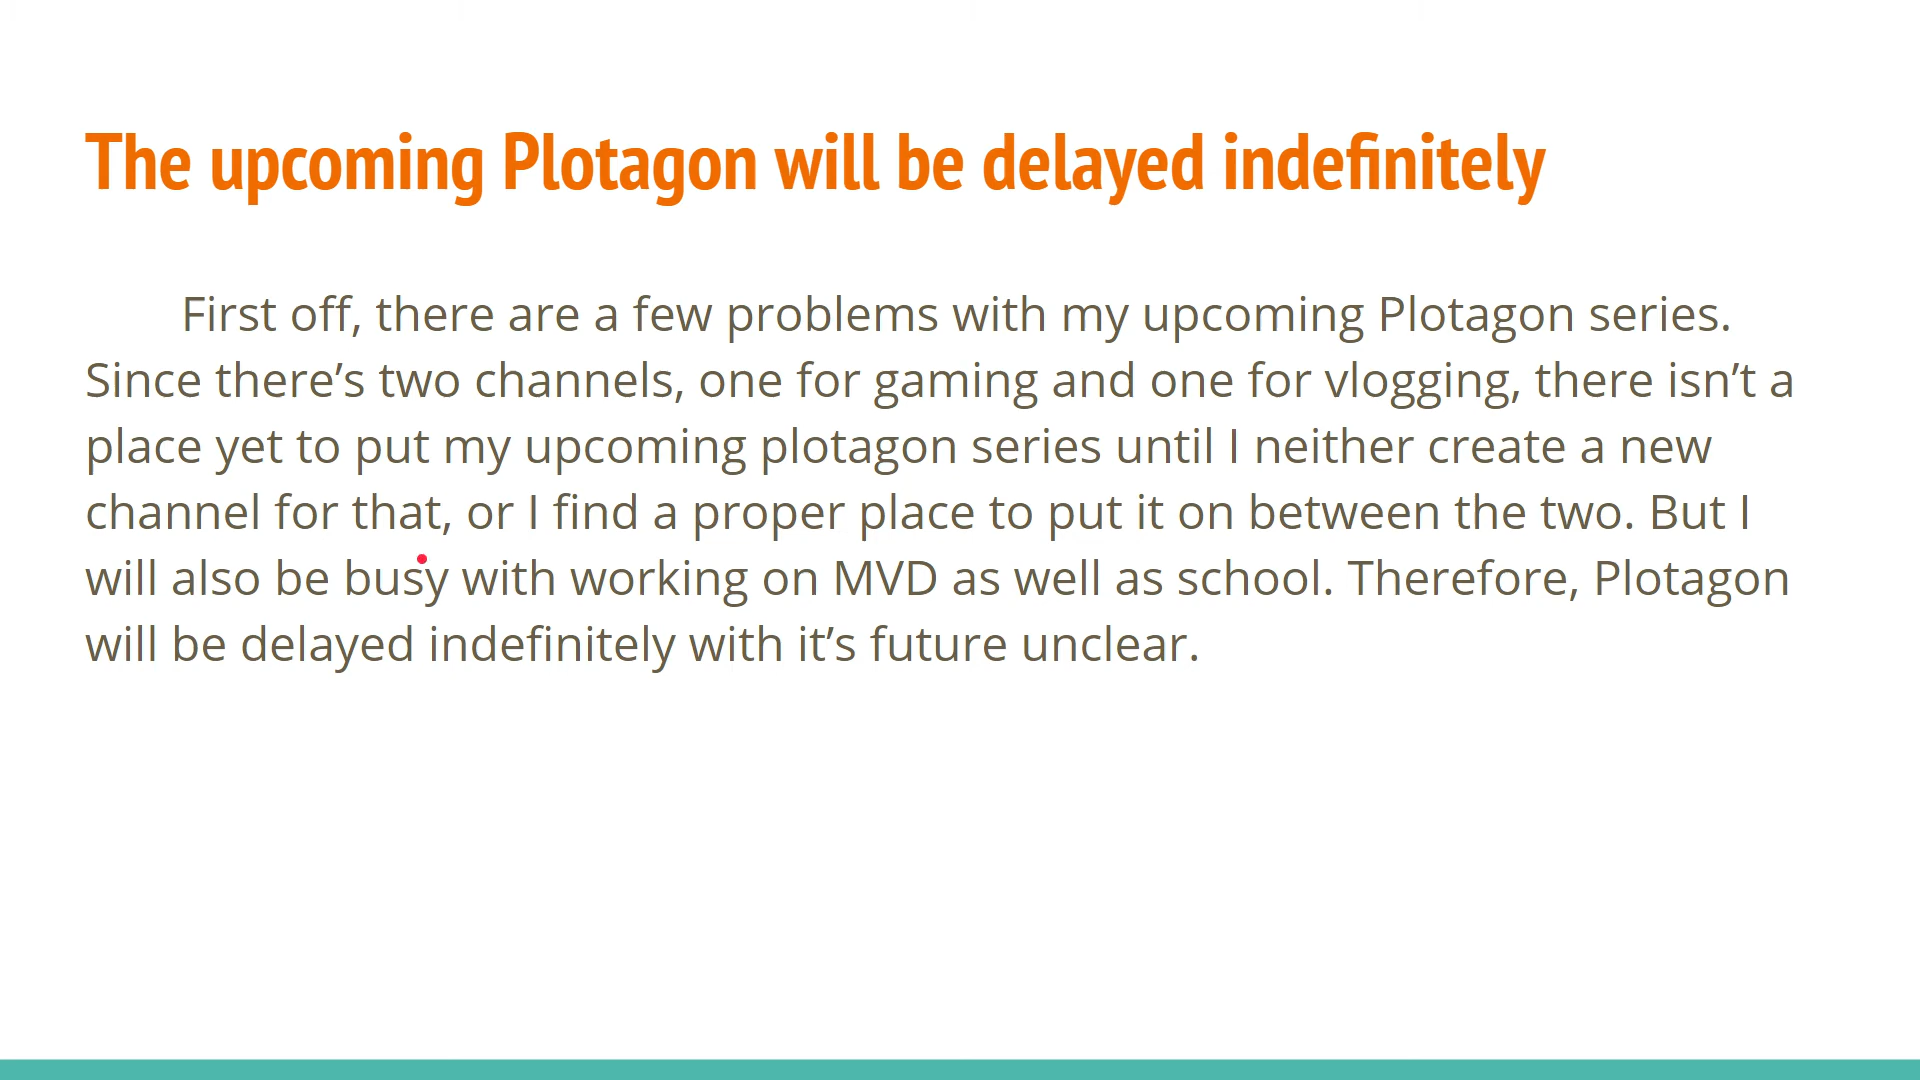 The upcoming Plotagon will be delayed indefinitely
First off, there are a few problems with my upcoming Plotagon series.
Since there’s two channels, one for gaming and one for vlogging, there isn’t a
place yet to put my upcoming plotagon series until I neither create a new
channel for that, or I find a proper place to put it on between the two. But I
will also be busy with working on MVD as well as school. Therefore, Plotagon
will be delayed indefinitely with it’s future unclear.